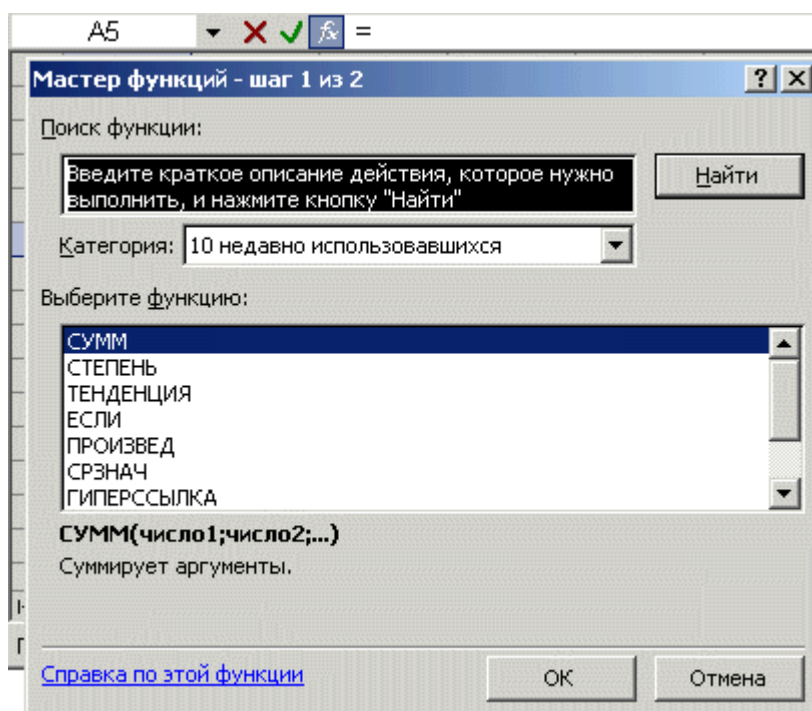 A5 fx =
Мастер функций - шаг 1 из 2
Поиск функции:
Введите краткое описание действия, которое нужно
выполнить, и нажмите кнопку "Найти"
Найти
Категория: 10 недавно использовавшихся
Выберите функцию:
СУММ
СТЕПЕНЬ
ТЕНДЕНЦИЯ
ЕСЛИ
ПРОИЗВЕД
СРЗНАЧ
ГИПЕРССЫЛКА
СУММ(число1;число2;...)
Суммирует аргументы.
Справка по этой функции
ОК
Отмена